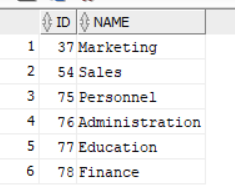 ID NAME
1 37 Marketing
2 54 Sales
3 75 Personnel
4 76 Administration
5 77 Education
6 78 Finance